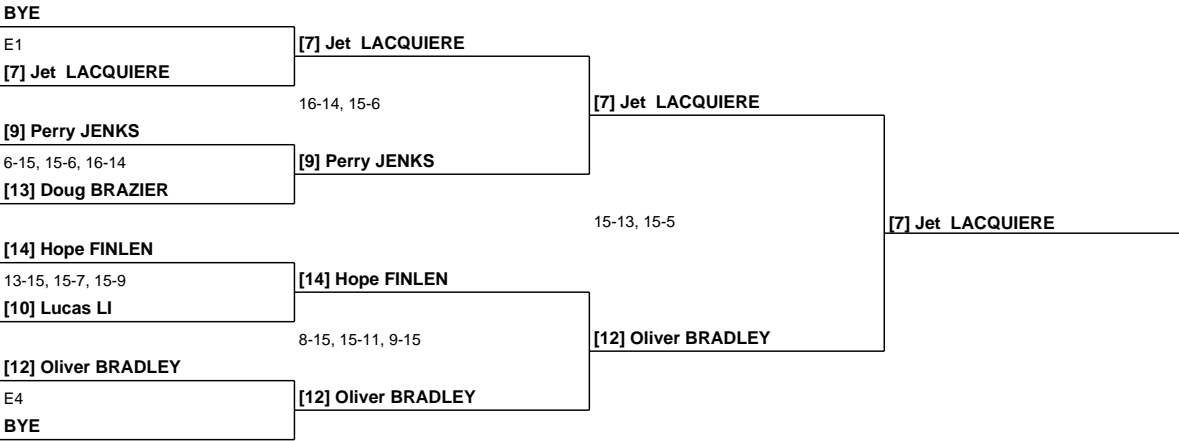 BYE
E1
[7] Jet LACQUIERE
[9] Perry JENKS
6-15, 15-6, 16-14
[13] Doug BRAZIER
[14] Hope FINLEN
13-15, 15-7, 15-9
[10] Lucas LI
[12] Oliver BRADLEY
E4
BYE
[7] Jet LACQUIERE
16-14, 15-6
[9] Perry JENKS
[14] Hope FINLEN
8-15, 15-11, 9-15
[12] Oliver BRADLEY
[7] Jet LACQUIERE
15-13, 15-5
[12] Oliver BRADLEY
[7] Jet LACQUIERE